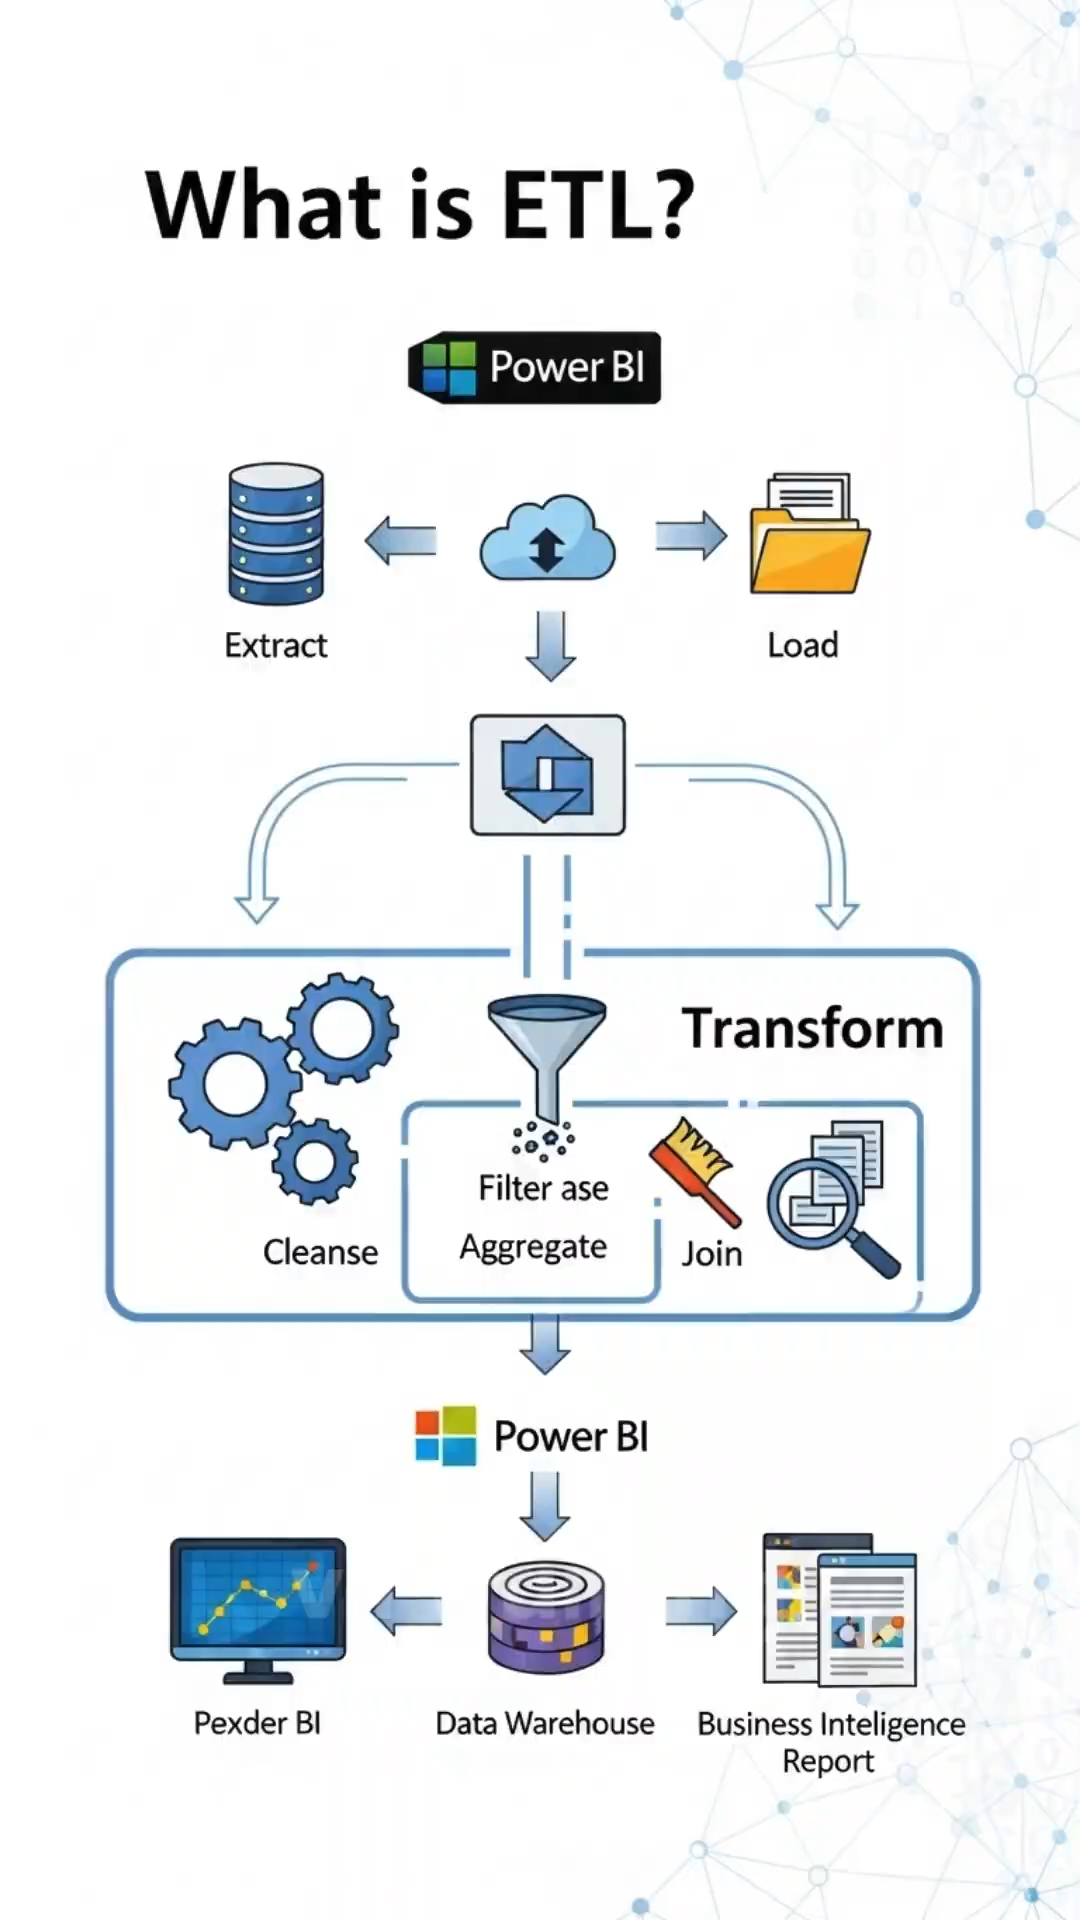 What is ETL?
Power BI
Extract
Load
Transform
Filter ase
Cleanse
Aggregate
Join
Power BI
Pexder BI
Data Warehouse
Business Inteligence
Report